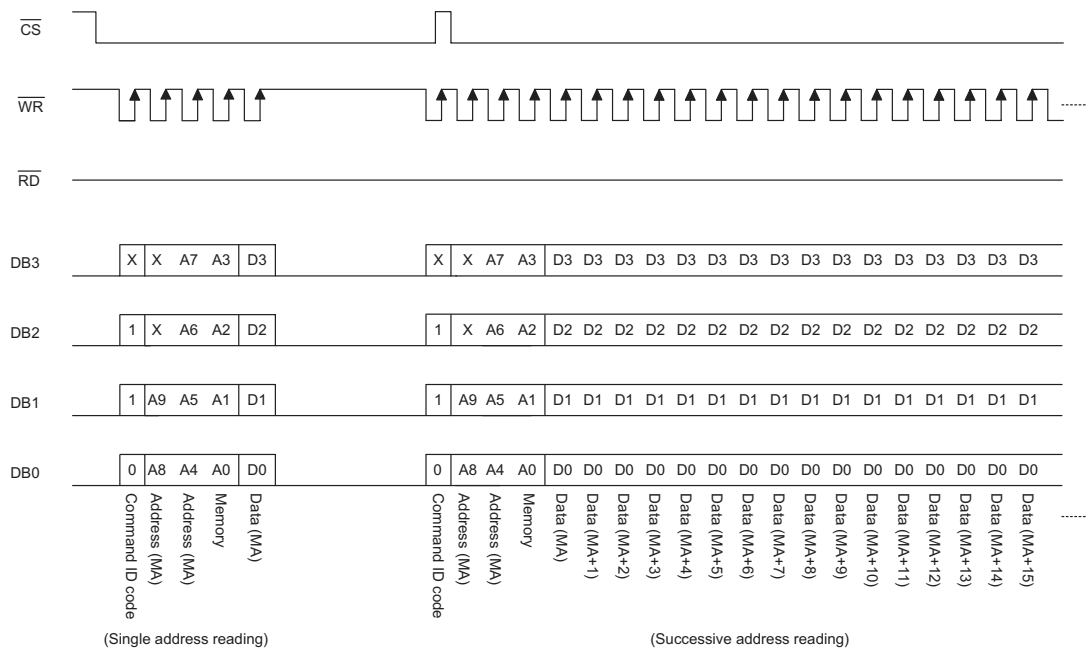 CS
WR
RD
DB3 X X A7 A3 D3 X X A7 A3 D3 D3 D3 D3 D3 D3 D3 D3 D3 D3 D3 D3 D3 D3 D3 D3
DB2 1 X A6 A2 D2 1 X A6 A2 D2 D2 D2 D2 D2 D2 D2 D2 D2 D2 D2 D2 D2 D2 D2 D2
DB1 1 A9 A5 A1 D1 1 A9 A5 A1 D1 D1 D1 D1 D1 D1 D1 D1 D1 D1 D1 D1 D1 D1 D1 D1
DB0 0 A8 A4 A0 D0 0 A8 A4 A0 D0 D0 D0 D0 D0 D0 D0 D0 D0 D0 D0 D0 D0 D0 D0 D0
Command ID code
Address (MA)
Address (MA)
Memory
Data (MA)
Command ID code
Address (MA)
Address (MA)
Memory
Data (MA)
Data (MA+1)
Data (MA+2)
Data (MA+3)
Data (MA+4)
Data (MA+5)
Data (MA+6)
Data (MA+7)
Data (MA+8)
Data (MA+9)
Data (MA+10)
Data (MA+11)
Data (MA+12)
Data (MA+13)
Data (MA+14)
Data (MA+15)
(Single address reading)
(Successive address reading)